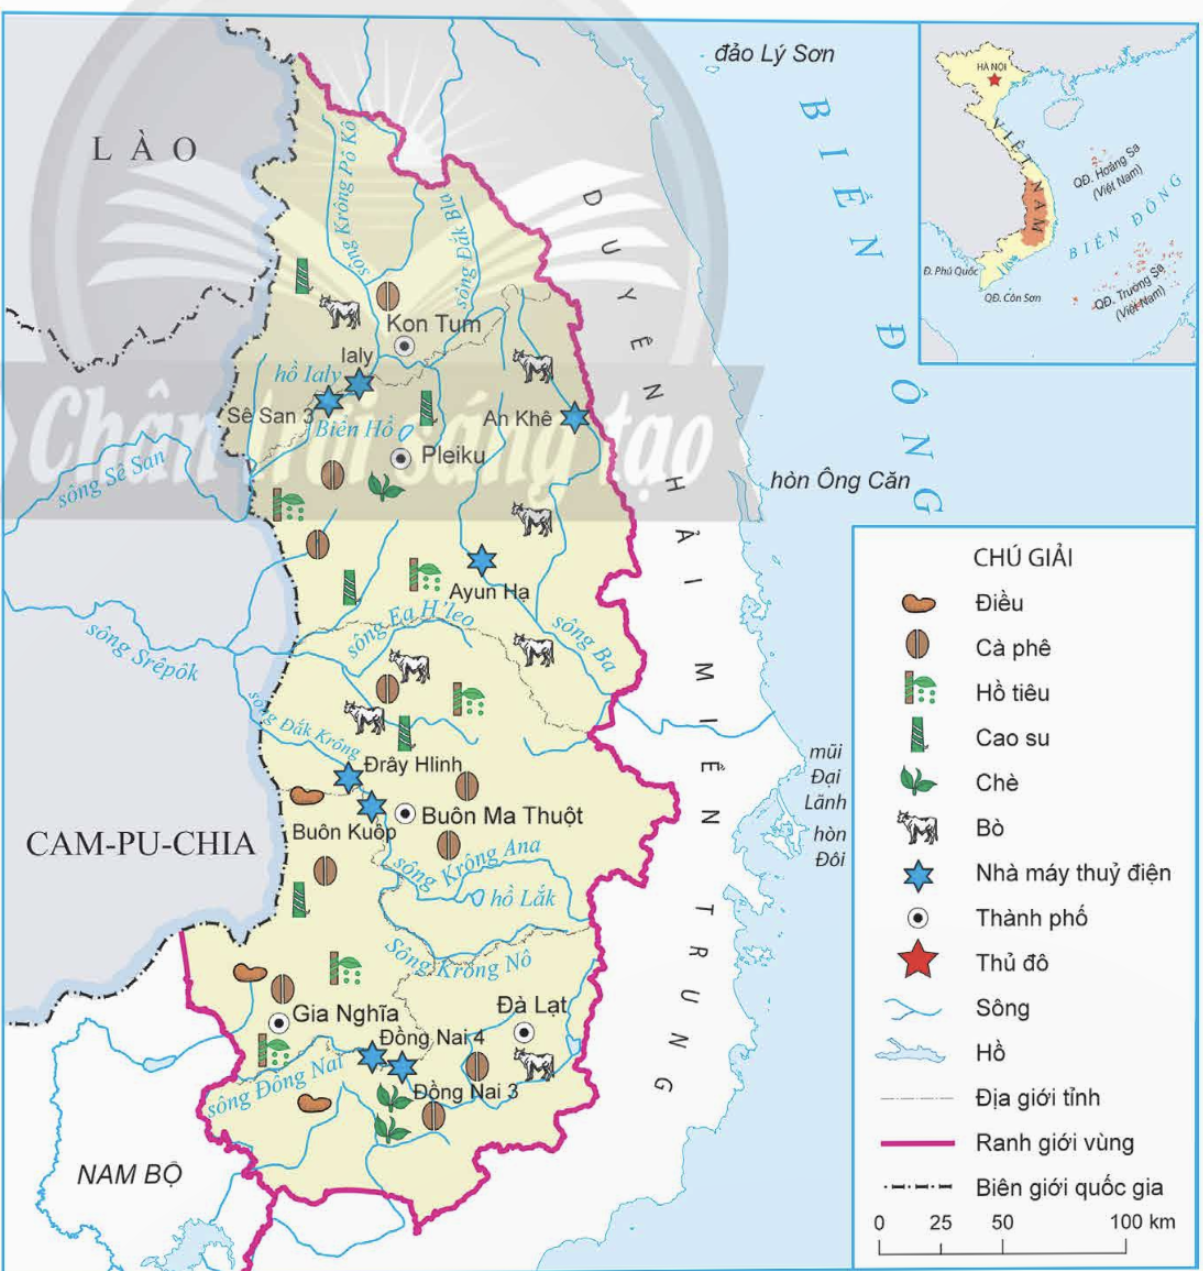 đảo Lý Sơn
HÀ NỘI
VIỆT NAM
QĐ. Hoàng Sa
(Việt Nam)
BIỂN ĐÔNG
Đ. Phú Quốc
QĐ. Côn Sơn
QĐ. Trường Sa
(Việt Nam)
LÀO
BIỂN ĐÔNG
DUYÊN HẢI MIỀN TRUNG
sông Krông Pô Kô
sông Đắk Bla
Kon Tum
Ialy
hồ Ialy
Sê San 3
An Khê
Biển Hồ
Chân trời sáng tạo
Pleiku
sông Sê San
hòn Ông Căn
Ayun Hạ
sông Ea H'leo
sông Ba
sông Srêpôk
sông Đắk Krông
Đrây Hlinh
mũi
Đại
Lãnh
hòn
Đôi
Buôn Kuốp
Buôn Ma Thuột
CAM-PU-CHIA
sông Krông Ana
hồ Lắk
Sông Krông Nô
Đà Lạt
Gia Nghĩa
Đồng Nai 4
sông Đồng Nai
Đồng Nai 3
NAM BỘ
CHÚ GIẢI
Điều
Cà phê
Hồ tiêu
Cao su
Chè
Bò
Nhà máy thuỷ điện
Thành phố
Thủ đô
Sông
Hồ
Địa giới tỉnh
Ranh giới vùng
Biên giới quốc gia
0 25 50 100 km